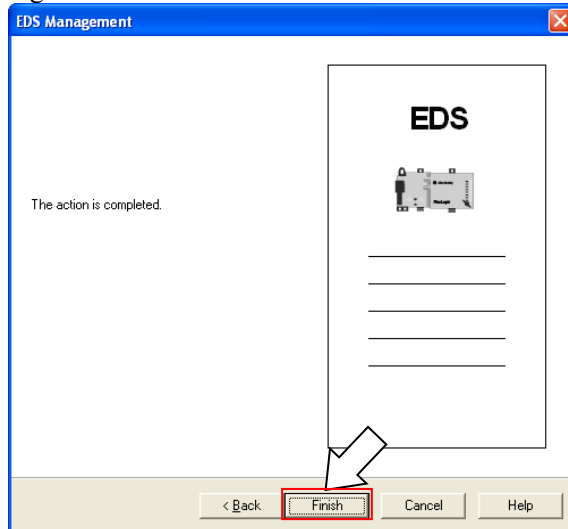 EDS Management
EDS
The action is completed.
< Back
Finish
Cancel
Help